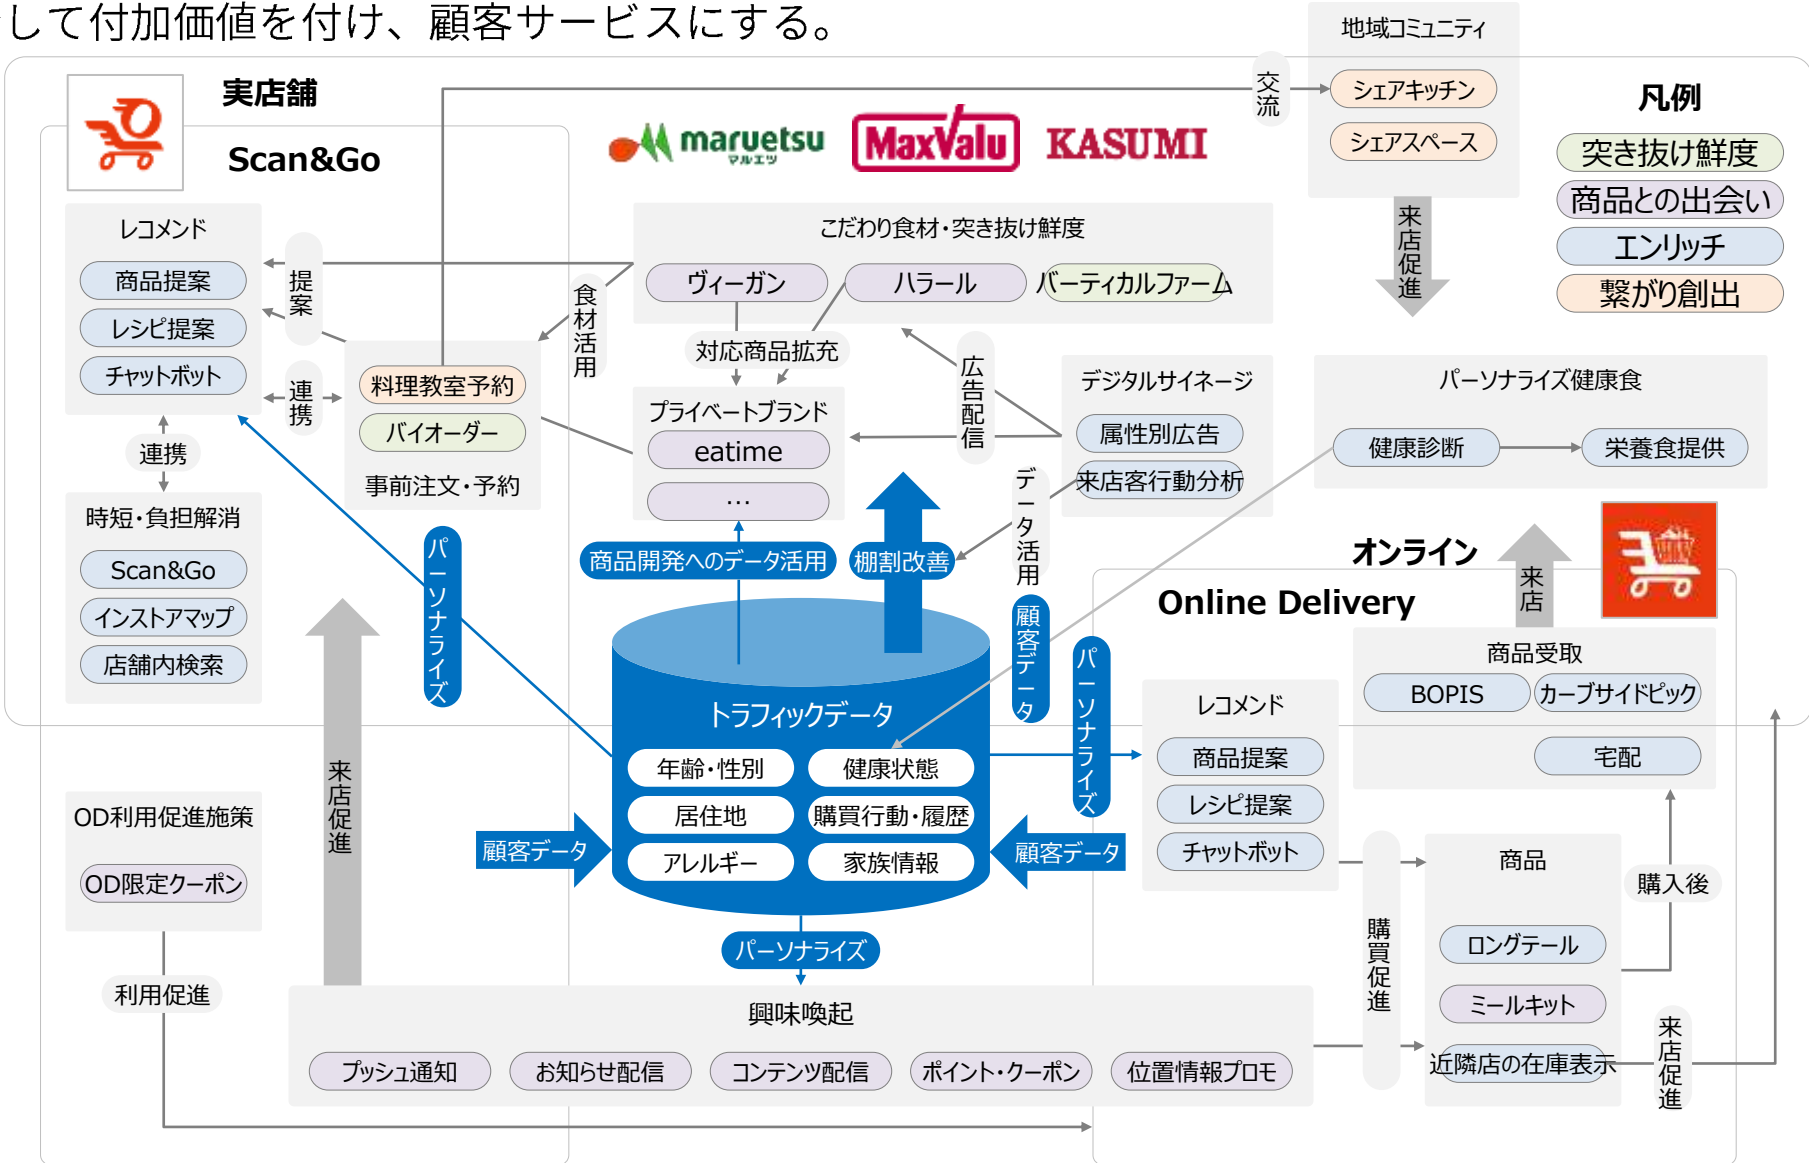 して付加価値を付け、顧客サービスにする。
地域コミュニティ
シェアキッチン
シェアスペース
交流
来店促進
凡例
突き抜け鮮度
商品との出会い
エンリッチ
繋がり創出
実店舗
Scan&Go
maruetsu
マルエツ
MaxValu
KASUMI
レコメンド
商品提案
レシピ提案
チャットボット
提案
連携
連携
時短・負担解消
Scan&Go
インストアマップ
店舗内検索
料理教室予約
バイオーダー
事前注文・予約
食材活用
こだわり食材・突き抜け鮮度
ヴィーガン
ハラール
バーティカルファーム
対応商品拡充
プライベートブランド
eatime
…
広告配信
デジタルサイネージ
属性別広告
来店客行動分析
データ活用
パーソナライズ健康食
健康診断
栄養食提供
商品開発へのデータ活用
棚割改善
パーソナライズ
顧客データ
パーソナライズ
オンライン
Online Delivery
来店
商品受取
BOPIS
カーブサイドピック
宅配
トラフィックデータ
年齢・性別
健康状態
居住地
購買行動・履歴
アレルギー
家族情報
顧客データ
顧客データ
パーソナライズ
レコメンド
商品提案
レシピ提案
チャットボット
商品
ロングテール
ミールキット
近隣店の在庫表示
購入後
購買促進
来店促進
OD利用促進施策
OD限定クーポン
利用促進
来店促進
興味喚起
プッシュ通知
お知らせ配信
コンテンツ配信
ポイント・クーポン
位置情報プロモ